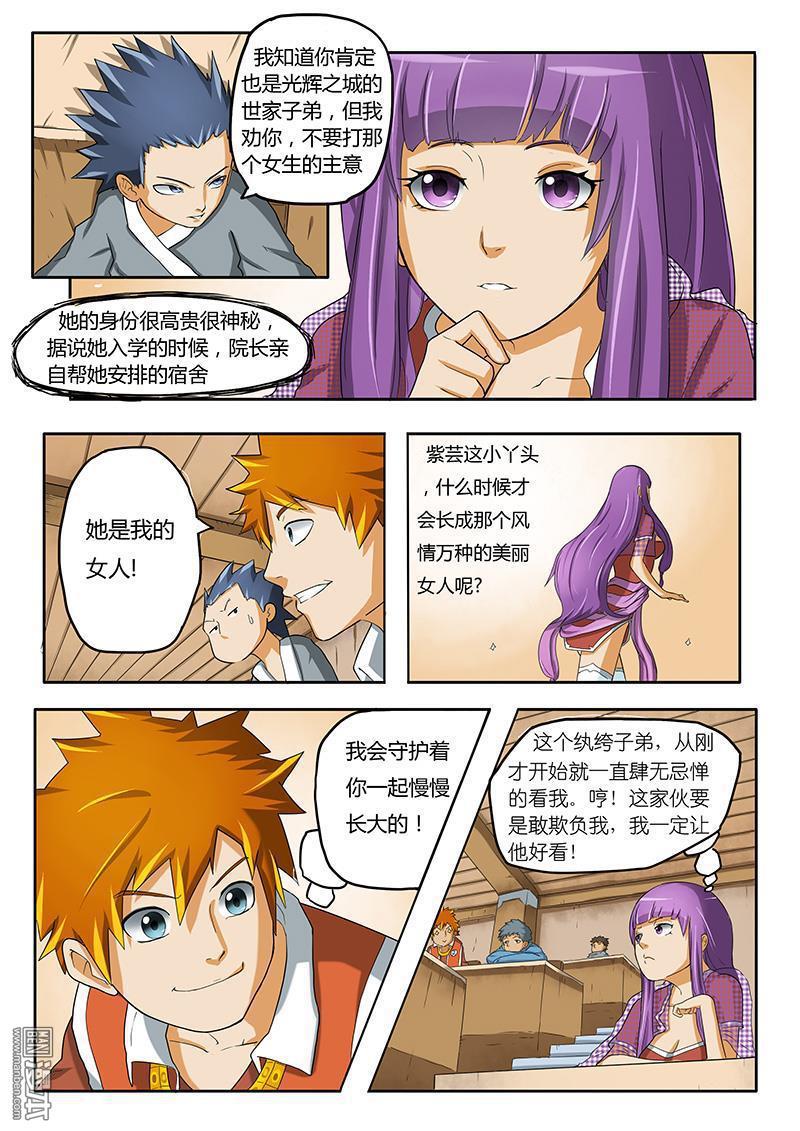 我知道你肯定
也是光辉之城的
世家子弟，但我
劝你，不要打那
个女生的主意
她的身份很高贵很神秘，
据说她入学的时候，院长亲
自帮她安排的宿舍
她是我的
女人!
紫芸这小丫头
，什么时候才
会长成那个风
情万种的美丽
女人呢?
我会守护着
你一起慢慢
长大的！
这个纨绔子弟，从刚
才开始就一直肆无忌惮
的看我。哼！这家伙要
是敢欺负我，我一定让
他好看!
漫本
www.manben.com